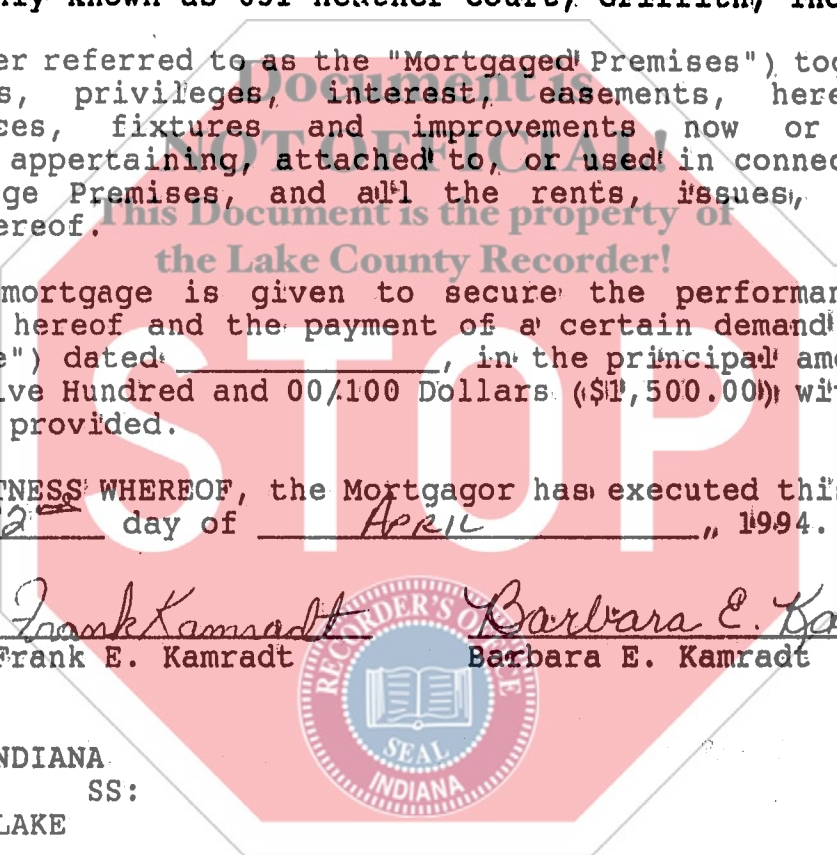 ly known as 691 Heather Court, Griffith, Ind
er referred to as the "Mortgaged Premises") tog
s, privileges, interest, easements, here
ces, fixtures and improvements now or
appertaining, attached to, or used in connec
ge Premises, and all the rents, issues,
ereof.
Document is
NOT OFFICIAL!
This Document is the property of
the Lake County Recorder!
mortgage is given to secure the performan
hereof and the payment of a certain demand
e") dated ____________, in the principal amo
ve Hundred and 00/100 Dollars ($1,500.00) wi
provided.
STOP
TNESS WHEREOF, the Mortgagor has executed this
day of APRIL, 1994.
Frank Kamradt Barbara E. Ka
Frank E. Kamradt Barbara E. Kamradt
RECORDER'S OFFICE
SEAL
INDIANA
NDIANA
SS:
LAKE